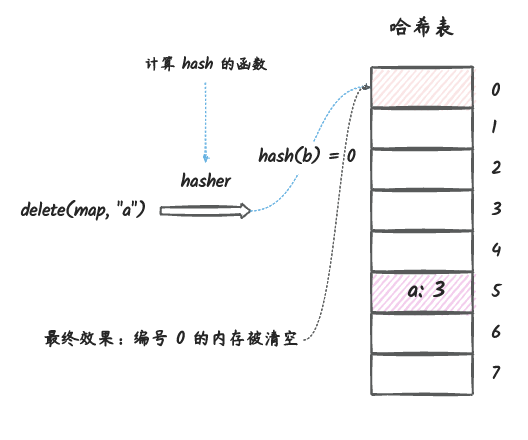 哈希表
计算 hash 的函数
0
1
hash(b) = 0
2
hasher
delete(map, "a")
3
4
a: 3
5
最终效果：编号 0 的内存被清空
6
7